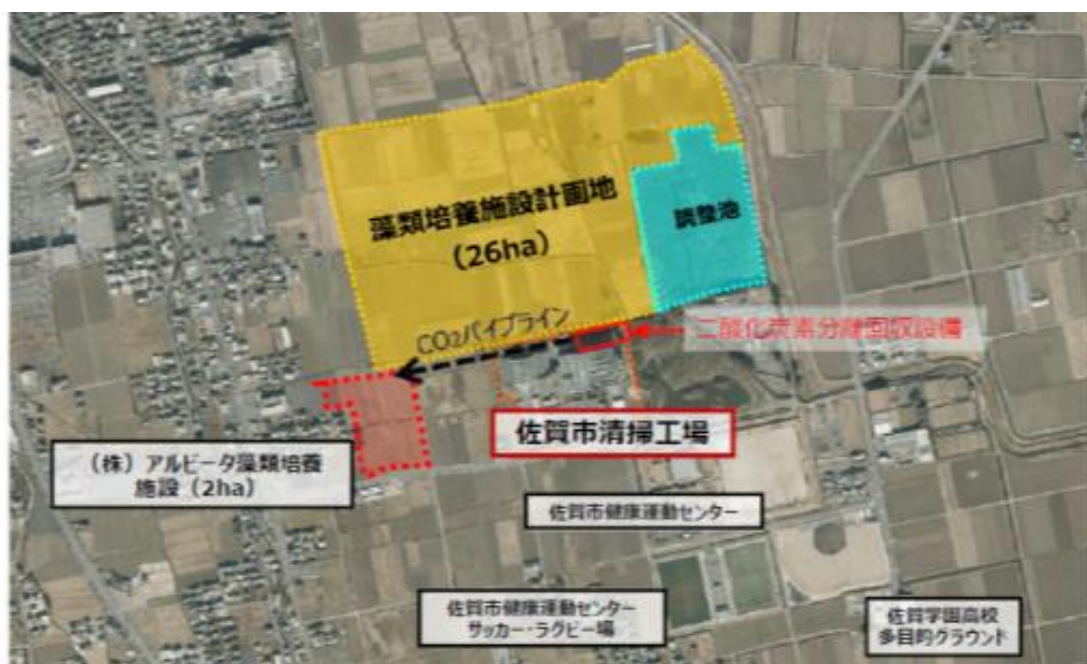 藻類培養施設計画地
（26ha）
調整池
CO2パイプライン
二酸化炭素分離回収設備
佐賀市清掃工場
（株）アルビータ藻類培養
施設（2ha）
佐賀市健康運動センター
佐賀市健康運動センター
サッカー・ラグビー場
佐賀学園高校
多目的グラウンド